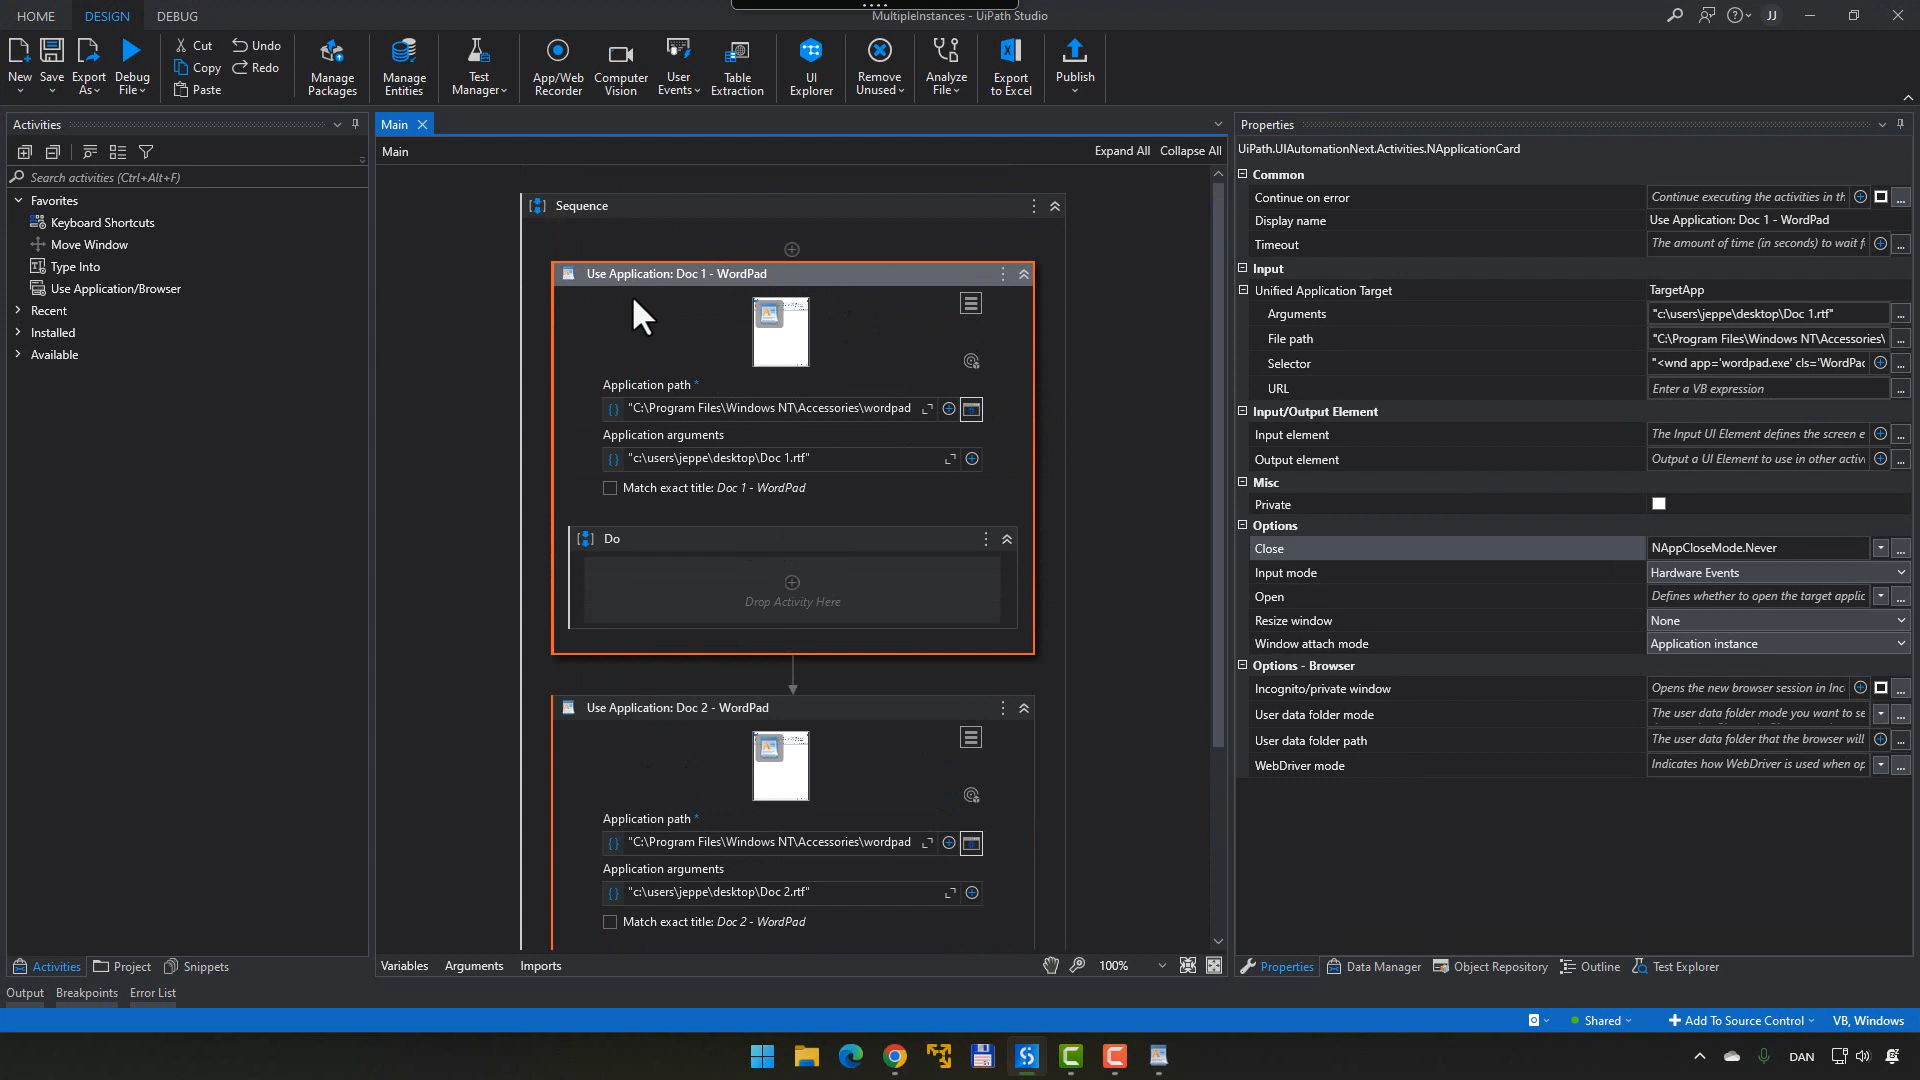 HOME DESIGN DEBUG
MultipleInstances - UiPath Studio
JJ
New Save Export As Debug File
Cut
Copy
Paste
Undo
Redo
Manage Packages
Manage Entities
Test Manager
App/Web Recorder
Computer Vision
User Events
Table Extraction
UI Explorer
Remove Unused
Analyze File
Export to Excel
Publish
Activities
Search activities (Ctrl+Alt+F)
Favorites
Keyboard Shortcuts
Move Window
Type Into
Use Application/Browser
Recent
Installed
Available
Main
Main
Expand All Collapse All
Sequence
Use Application: Doc 1 - WordPad
Application path *
"C:\Program Files\Windows NT\Accessories\wordpad
Application arguments
"c:\users\jeppe\desktop\Doc 1.rtf"
Match exact title: Doc 1 - WordPad
Do
Drop Activity Here
Use Application: Doc 2 - WordPad
Application path *
"C:\Program Files\Windows NT\Accessories\wordpad
Application arguments
"c:\users\jeppe\desktop\Doc 2.rtf"
Match exact title: Doc 2 - WordPad
Variables Arguments Imports
100%
Properties
UiPath.UIAutomationNext.Activities.NApplicationCard
Common
Continue on error Continue executing the activities in th
Display name Use Application: Doc 1 - WordPad
Timeout The amount of time (in seconds) to wait f
Input
Unified Application Target TargetApp
Arguments "c:\users\jeppe\desktop\Doc 1.rtf"
File path "C:\Program Files\Windows NT\Accessories\
Selector "<wnd app='wordpad.exe' cls='WordPac
URL Enter a VB expression
Input/Output Element
Input element The Input UI Element defines the screen e
Output element Output a UI Element to use in other activ
Misc
Private
Options
Close NAppCloseMode.Never
Input mode Hardware Events
Open Defines whether to open the target applic
Resize window None
Window attach mode Application instance
Options - Browser
Incognito/private window Opens the new browser session in Inc
User data folder mode The user data folder mode you want to se
User data folder path The user data folder that the browser will
WebDriver mode Indicates how WebDriver is used when op
Activities Project Snippets
Properties Data Manager Object Repository Outline Test Explorer
Output Breakpoints Error List
Shared Add To Source Control VB, Windows
DAN